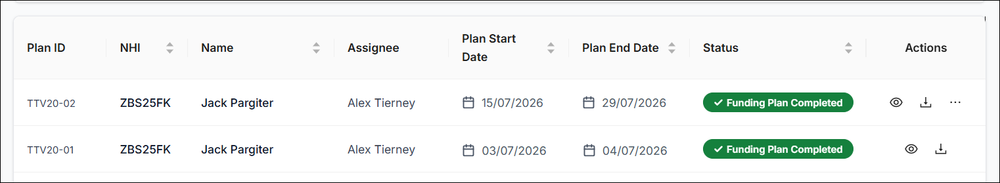 Plan ID NHI Name Assignee Plan Start Date Plan End Date Status Actions
TTV20-02 ZBS25FK Jack Pargiter Alex Tierney 15/07/2026 29/07/2026 Funding Plan Completed
TTV20-01 ZBS25FK Jack Pargiter Alex Tierney 03/07/2026 04/07/2026 Funding Plan Completed